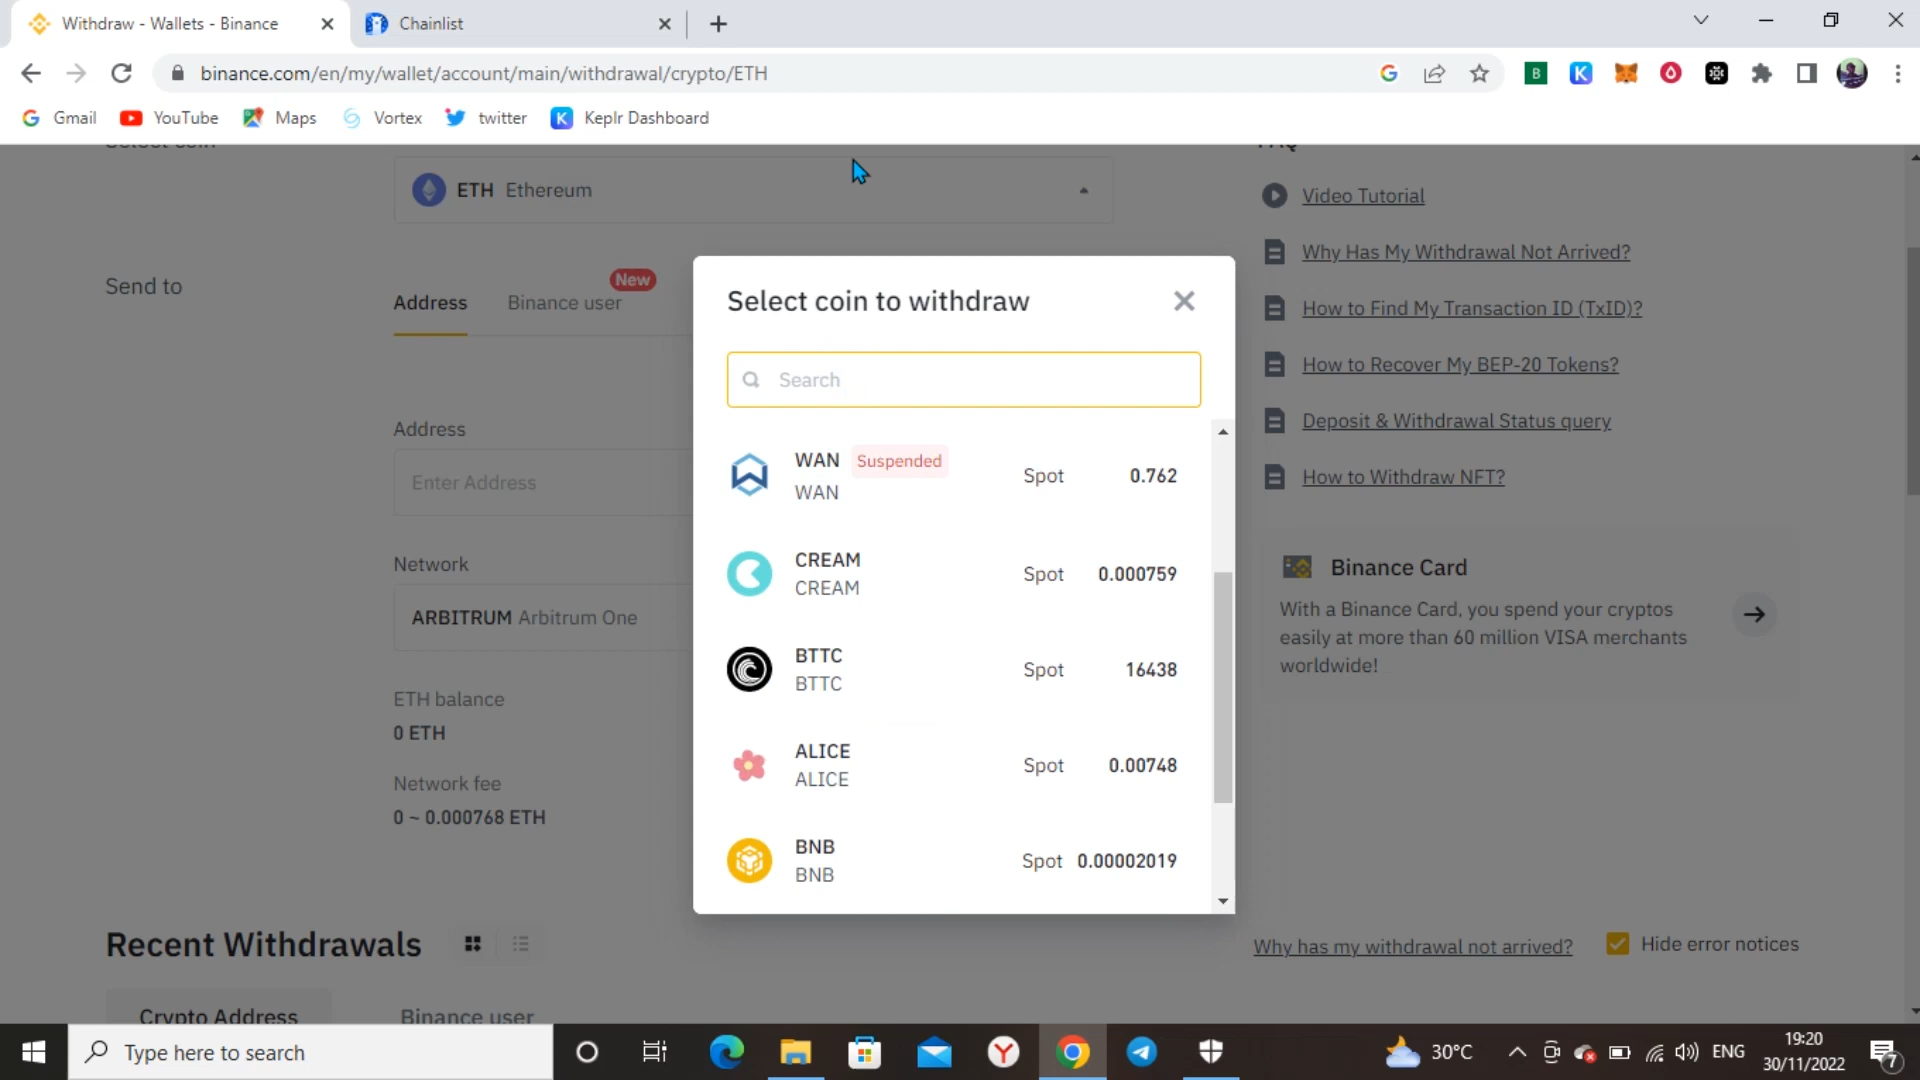 Withdraw - Wallets - Binance
Chainlist
binance.com/en/my/wallet/account/main/withdrawal/crypto/ETH
Gmail
YouTube
Maps
Vortex
twitter
Keplr Dashboard
Select coin
ETH Ethereum
Send to
Address
Binance user
New
Address
Enter Address
Network
ARBITRUM Arbitrum One
ETH balance
0 ETH
Network fee
0 ~ 0.000768 ETH
Select coin to withdraw
Search
WAN Suspended
WAN
Spot 0.762
CREAM
CREAM
Spot 0.000759
BTTC
BTTC
Spot 16438
ALICE
ALICE
Spot 0.00748
BNB
BNB
Spot 0.00002019
FAQ
Video Tutorial
Why Has My Withdrawal Not Arrived?
How to Find My Transaction ID (TxID)?
How to Recover My BEP-20 Tokens?
Deposit & Withdrawal Status query
How to Withdraw NFT?
Binance Card
With a Binance Card, you spend your cryptos
easily at more than 60 million VISA merchants
worldwide!
Recent Withdrawals
Why has my withdrawal not arrived?
Hide error notices
Crypto Address
Binance user
Type here to search
30°C
ENG
19:20
30/11/2022
7